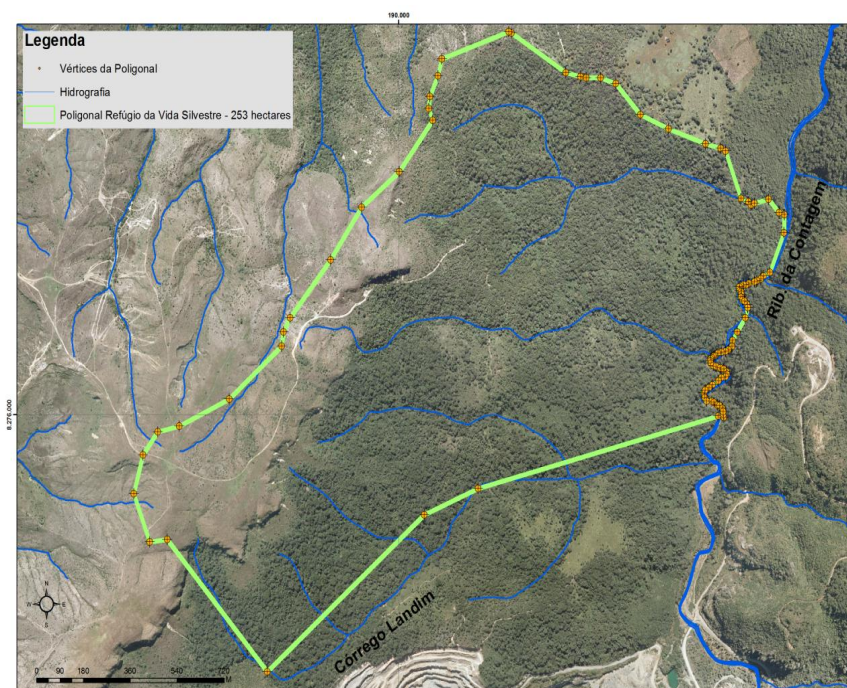 190.000
Legenda
Vértices da Poligonal
Hidrografia
Poligonal Refúgio da Vida Silvestre - 253 hectares
Rib. da Contagem
8.276.000
N
W E
S
Córrego Landim
0 90 180 360 540 720
M